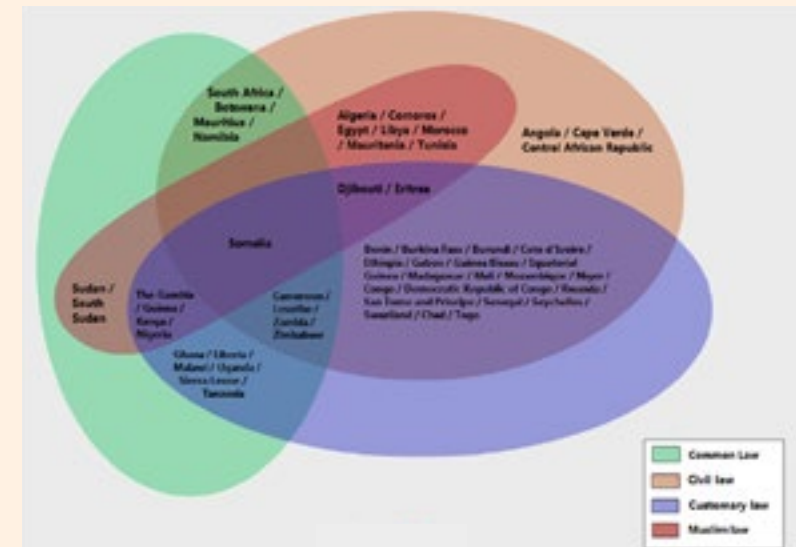 South Africa /
Botswana /
Mauritius /
Namibia
Algeria / Comoros /
Egypt / Libya / Morocco
/ Mauritania / Tunisia
Angola / Cape Verde /
Central African Republic
Djibouti / Eritrea
Somalia
Benin / Burkina Faso / Burundi / Cote d'Ivoire /
Ethiopia / Gabon / Guinea Bissau / Equatorial
Guinea / Madagascar / Mali / Mozambique / Niger /
Congo / Democratic Republic of Congo / Rwanda /
Sao Tome and Principe / Senegal / Seychelles /
Swaziland / Chad / Togo
Sudan /
South
Sudan
The Gambia
/ Guinea /
Kenya /
Nigeria
Cameroon /
Lesotho /
Zambia /
Zimbabwe
Ghana / Liberia /
Malawi / Uganda /
Sierra Leone /
Tanzania
Common Law
Civil law
Customary law
Muslim law